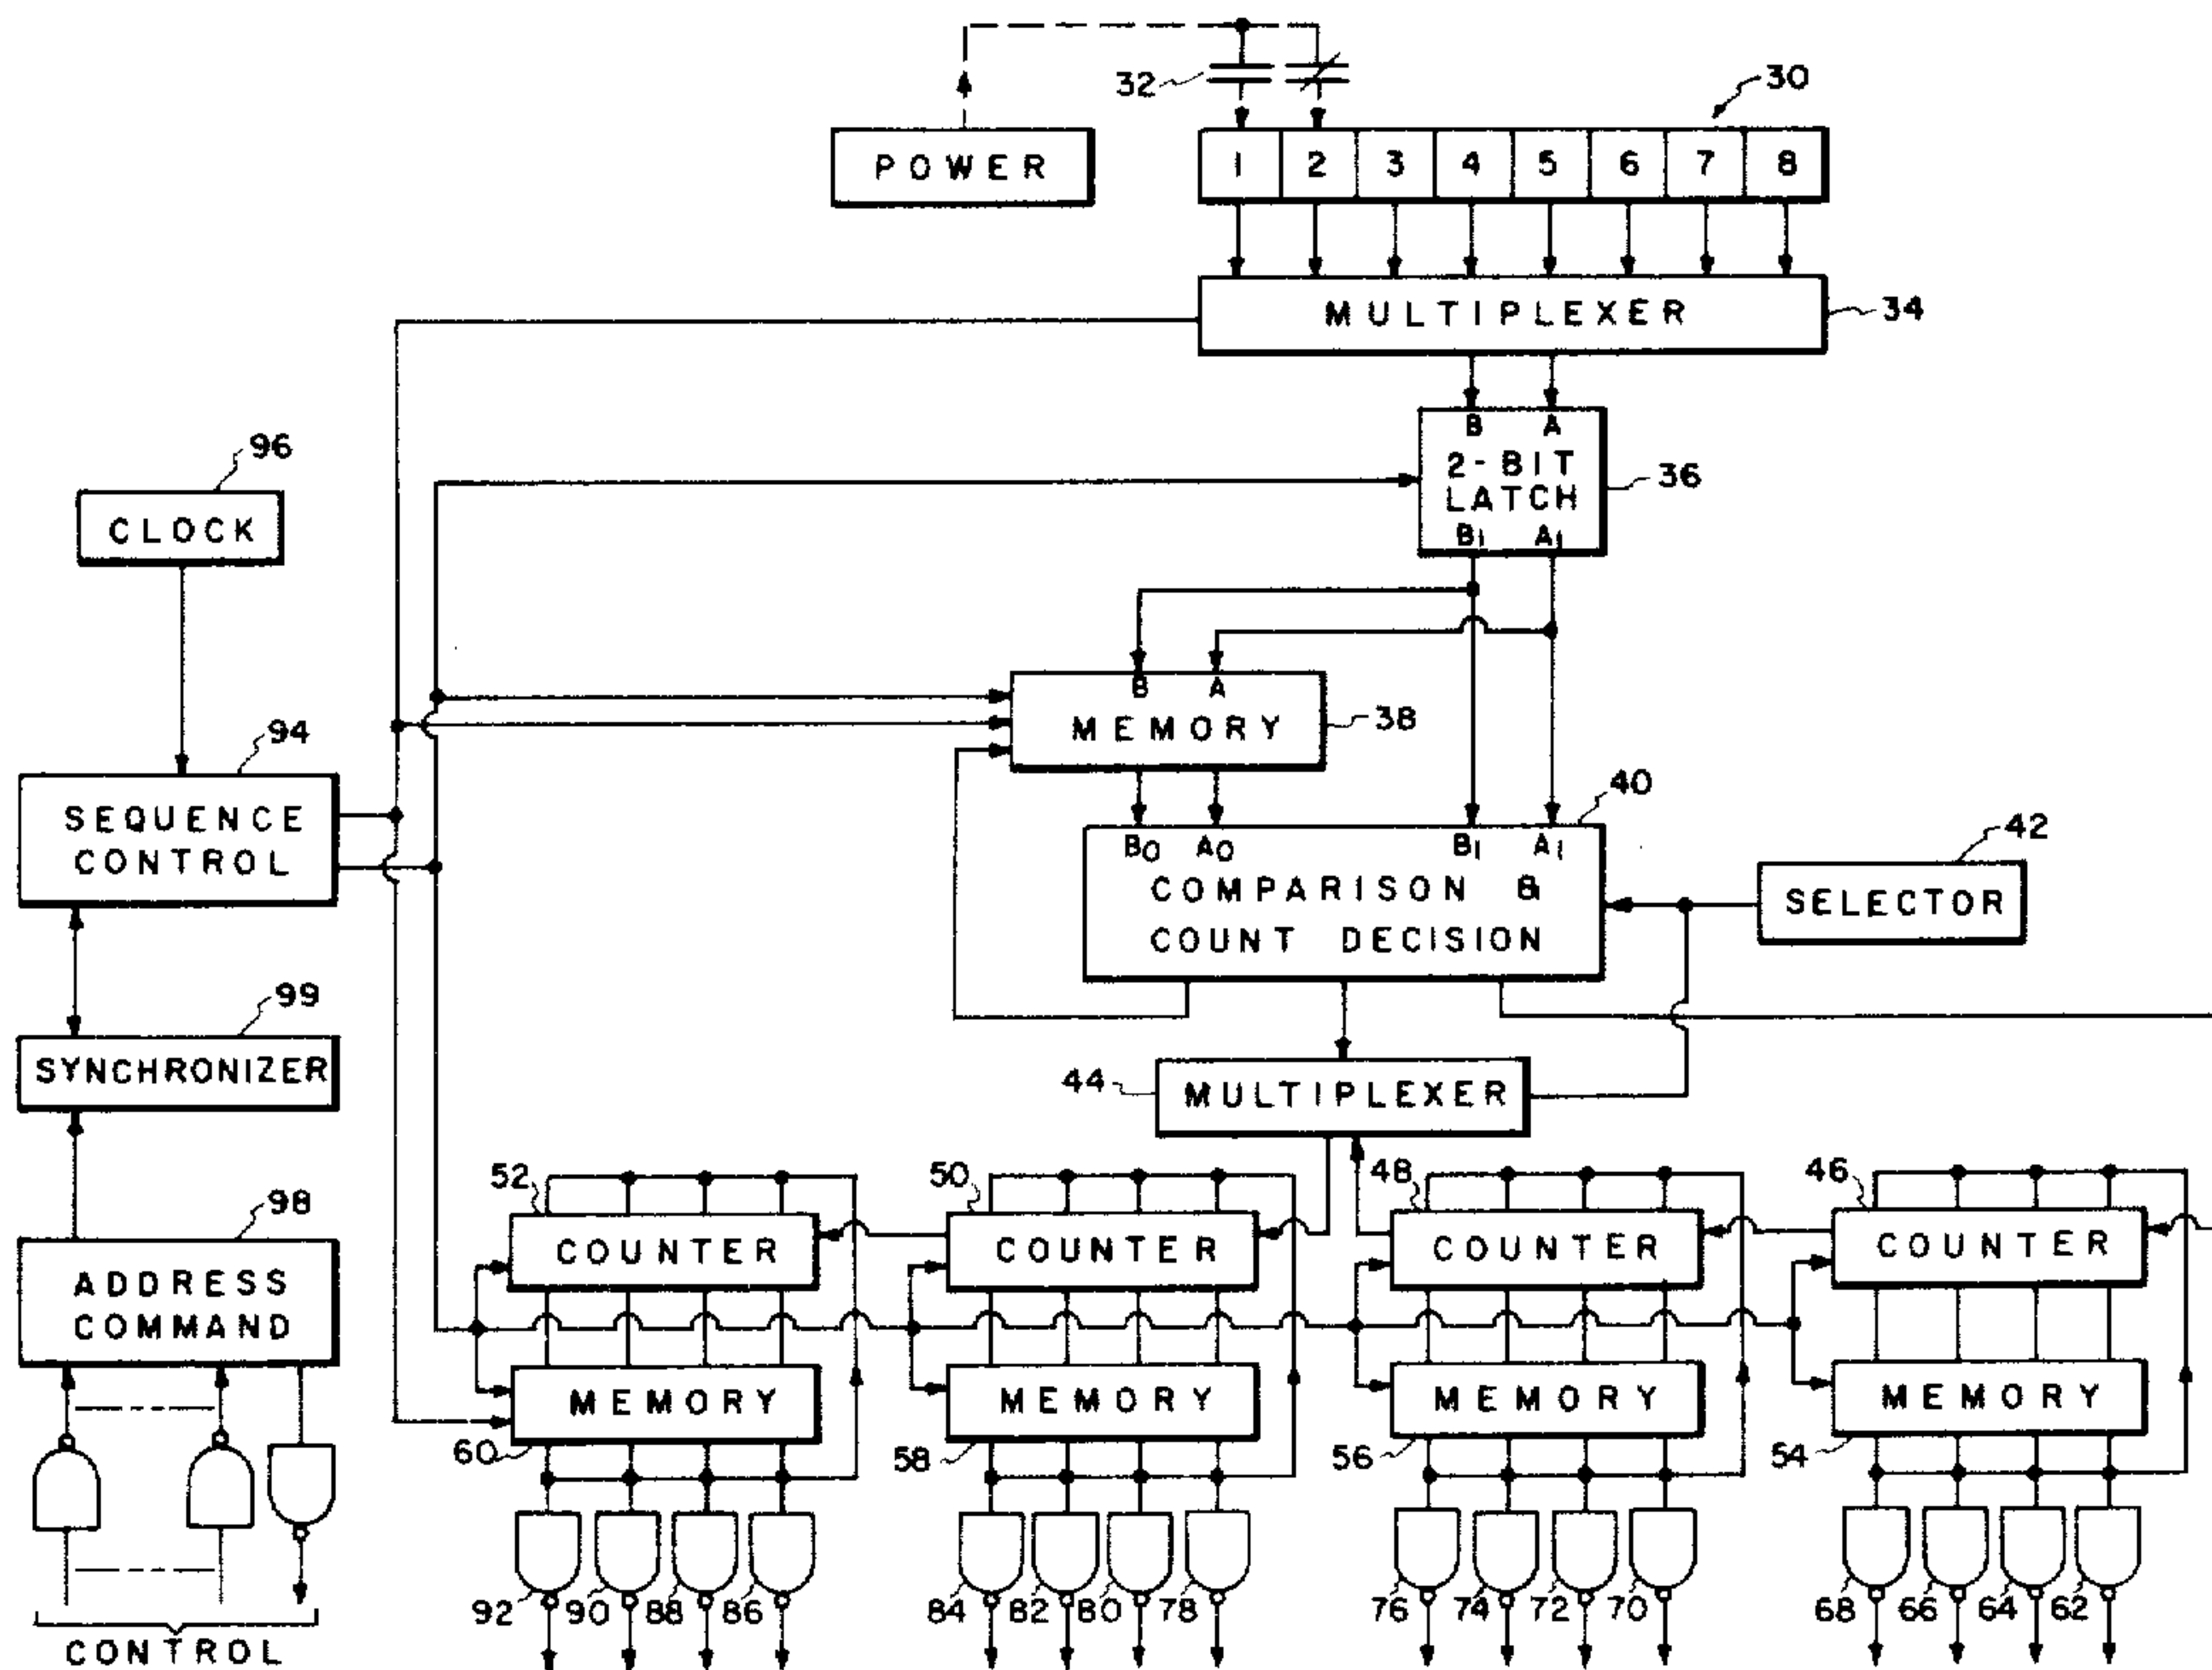 32
30
POWER
1 2 3 4 5 6 7 8
MULTIPLEXER
34
96
CLOCK
B A
2-BIT
LATCH
B1 A1
36
B A
MEMORY
38
94
SEQUENCE
CONTROL
40
B0 A0 B1 A1
COMPARISON &
COUNT DECISION
42
SELECTOR
99
SYNCHRONIZER
44
MULTIPLEXER
98
ADDRESS
COMMAND
52
COUNTER
50
COUNTER
48
COUNTER
46
COUNTER
MEMORY
60
MEMORY
58
MEMORY
56
MEMORY
54
92 90 88 86
84 82 80 78
76 74 72 70
68 66 64 62
CONTROL